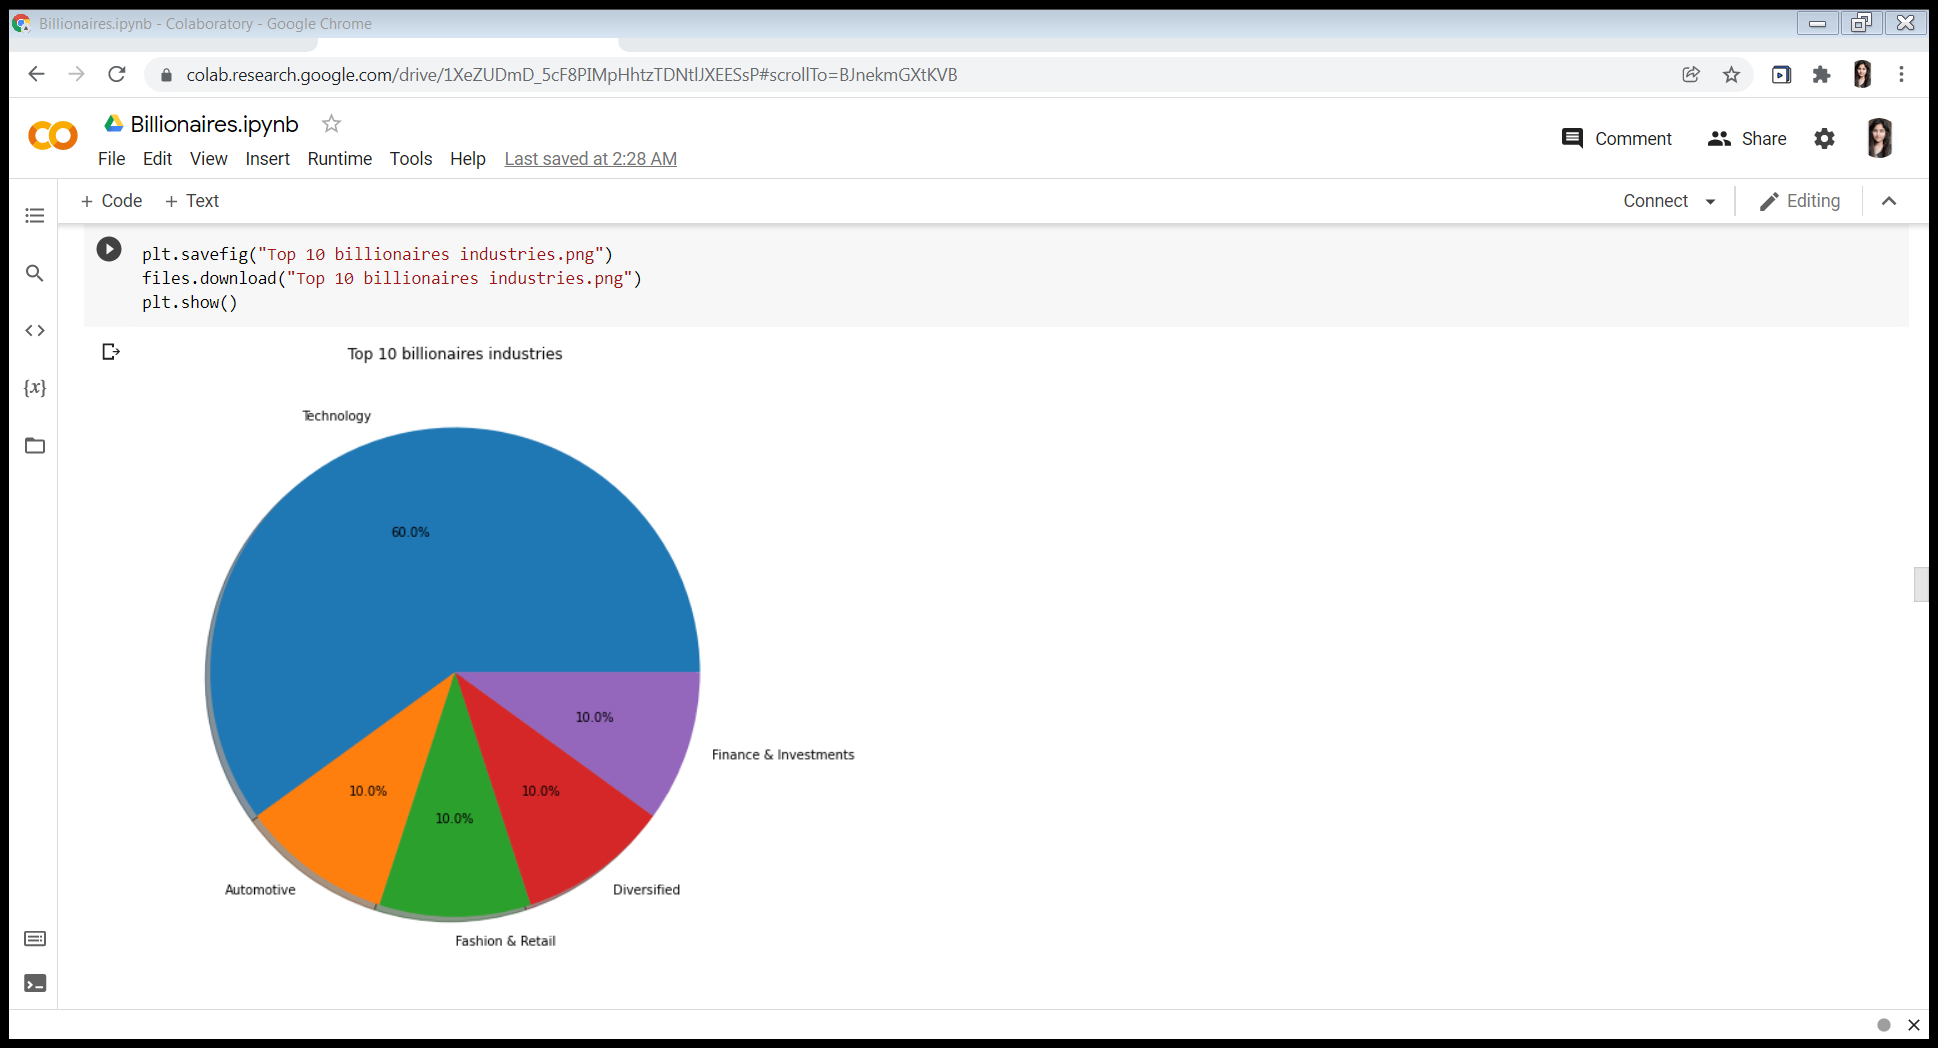 Billionaires.ipynb - Colaboratory - Google Chrome
colab.research.google.com/drive/1XeZUDmD_5cF8PIMpHhtzTDNtlJXEESsP#scrollTo=BJnekmGXtKVB
Billionaires.ipynb
Comment Share
File Edit View Insert Runtime Tools Help Last saved at 2:28 AM
+ Code + Text Connect Editing
plt.savefig("Top 10 billionaires industries.png")
files.download("Top 10 billionaires industries.png")
plt.show()
{x}
Top 10 billionaires industries
Technology
60.0%
10.0%
Finance & Investments
10.0% 10.0%
10.0%
Automotive Diversified
Fashion & Retail